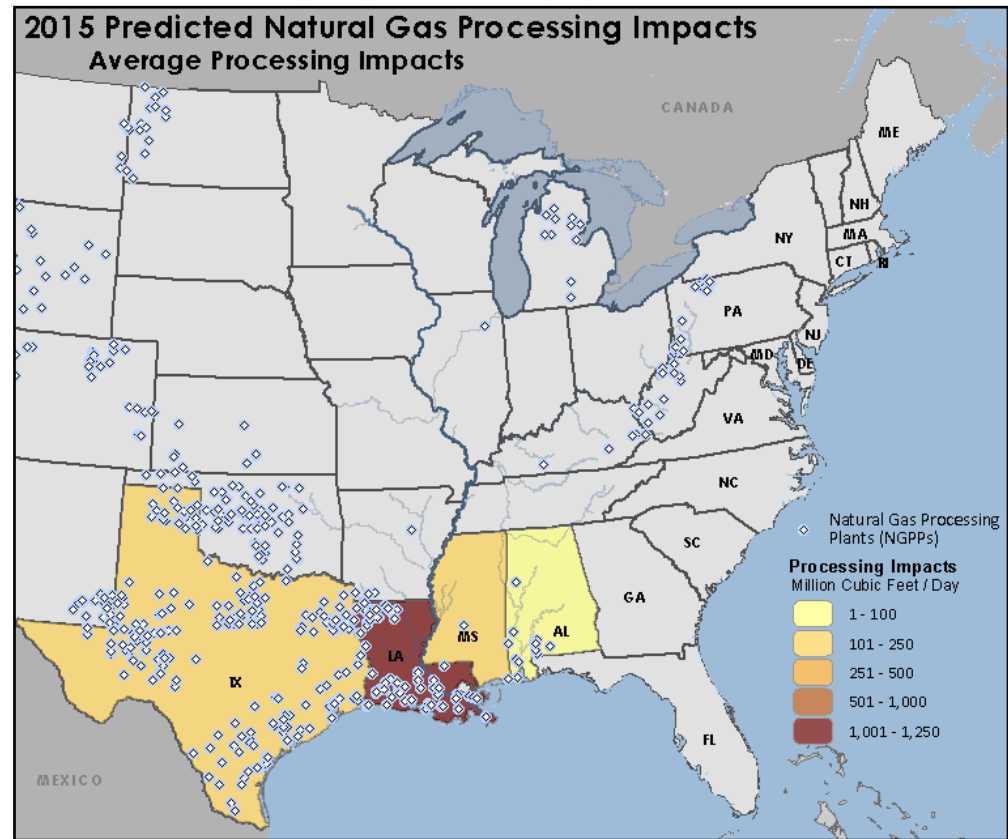 2015 Predicted Natural Gas Processing Impacts
Average Processing Impacts
CANADA
ME
NH
NY
MA
CT
RI
PA
NJ
MD
DE
VA
NC
SC
Natural Gas Processing
Plants (NGPPs)
Processing Impacts
Million Cubic Feet / Day
1 - 100
101 - 250
251 - 500
501 - 1,000
1,001 - 1,250
GA
AL
MS
LA
TX
FL
MEXICO